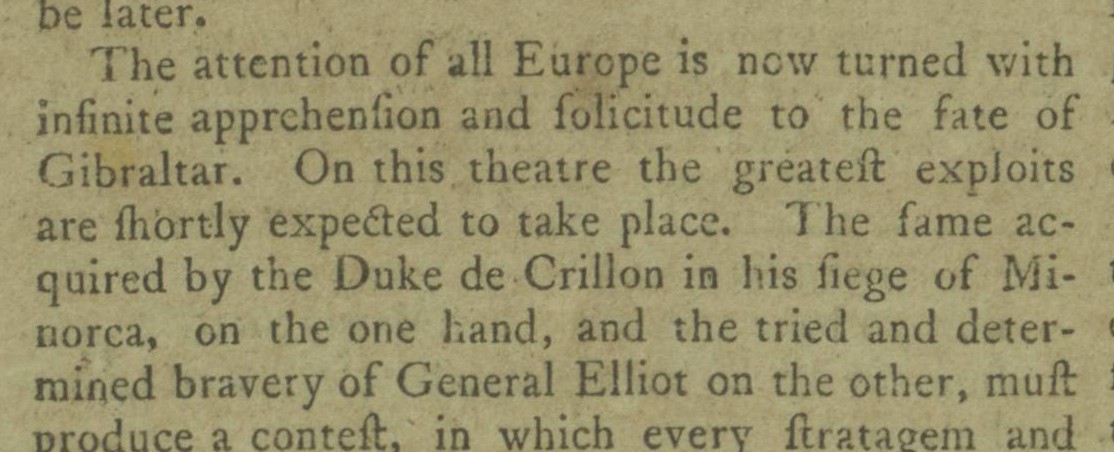 be later.
The attention of all Europe is now turned with
infinite apprehenſion and ſolicitude to the fate of
Gibraltar. On this theatre the greateſt exploits
are ſhortly expected to take place. The fame ac-
quired by the Duke de Crillon in his ſiege of Mi-
norca, on the one hand, and the tried and deter-
mined bravery of General Elliot on the other, muſt
produce a conteſt, in which every ſtratagem and